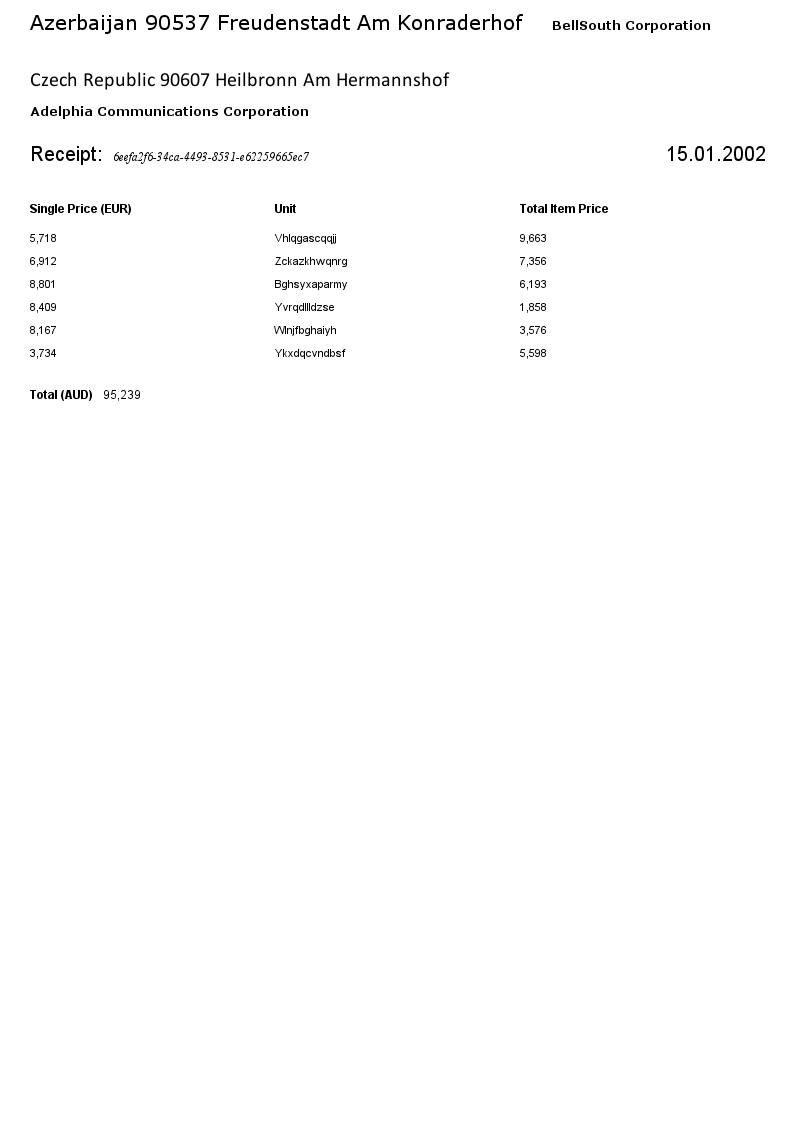 Azerbaijan 90537 Freudenstadt Am Konraderhof BellSouth Corporation
Czech Republic 90607 Heilbronn Am Hermannshof
Adelphia Communications Corporation
Receipt: 6eefa2f6-34ca-4493-8531-e62259665ec7 15.01.2002
Single Price (EUR) Unit Total Item Price
5,718 Vhlqgascqqjj 9,663
6,912 Zckazkhwqnrg 7,356
8,801 Bghsyxaparmy 6,193
8,409 Yvrqdllldzse 1,858
8,167 Wlnjfbghaiyh 3,576
3,734 Ykxdqcvndbsf 5,598
Total (AUD) 95,239